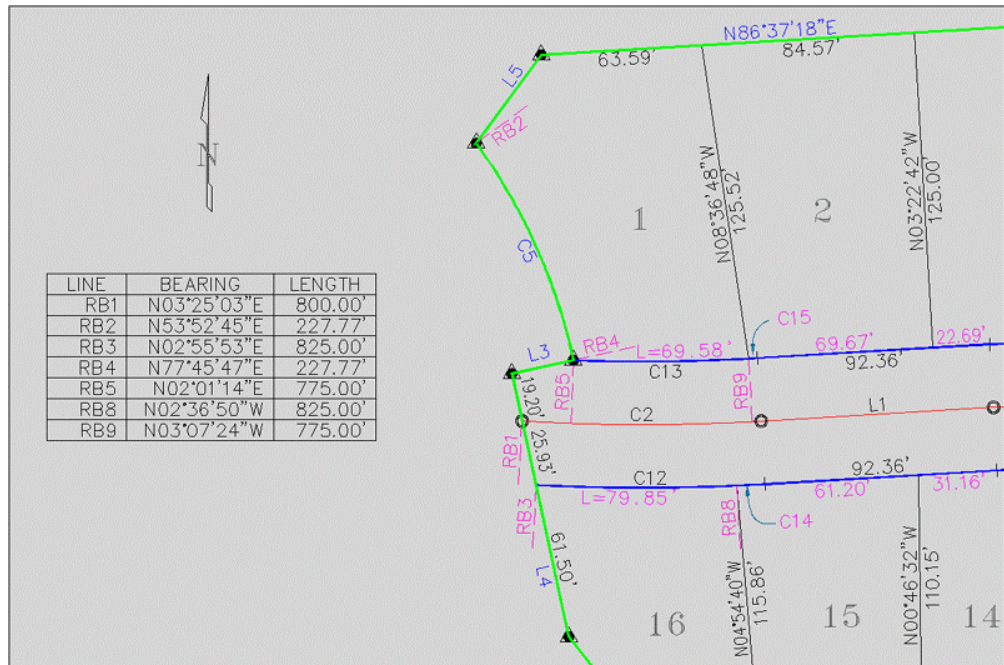 N86°37'18"E
63.59'
84.57'
L5
RB2
N
1
2
N08°36'48"W
125.52'
N03°22'42"W
125.00'
C5
LINE BEARING LENGTH
RB1 N03°25'03"E 800.00'
RB2 N53°52'45"E 227.77'
RB3 N02°55'53"E 825.00'
RB4 N77°45'47"E 227.77'
RB5 N02°01'14"E 775.00'
RB8 N02°36'50"W 825.00'
RB9 N03°07'24"W 775.00'
C15
RB4
L=69.58'
69.67'
22.69'
L3
C13
92.36'
19.20'
RB5
RB9
C2
L1
RB1
25.93'
C12
92.36'
L=79.85'
61.20'
31.16'
RB3
RB8
C14
L4
61.50'
16
N04°54'40"W
115.86'
15
N00°46'32"W
110.15'
14